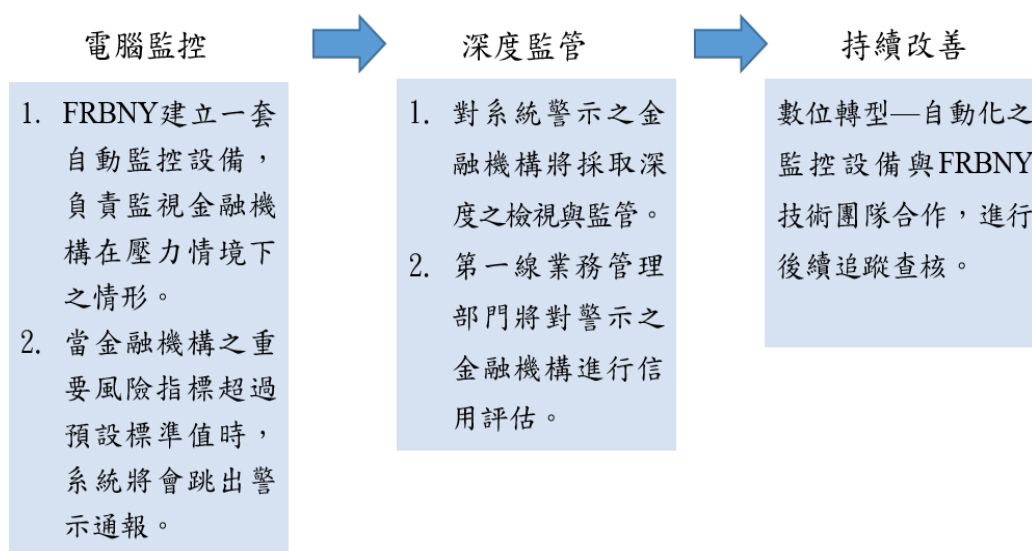 電腦監控
1. FRBNY建立一套
自動監控設備，
負責監視金融機
構在壓力情境下
之情形。
2. 當金融機構之重
要風險指標超過
預設標準值時，
系統將會跳出警
示通報。
深度監管
1. 對系統警示之金
融機構將採取深
度之檢視與監管。
2. 第一線業務管理
部門將對警示之
金融機構進行信
用評估。
持續改善
數位轉型—自動化之
監控設備與FRBNY
技術團隊合作，進行
後續追蹤查核。